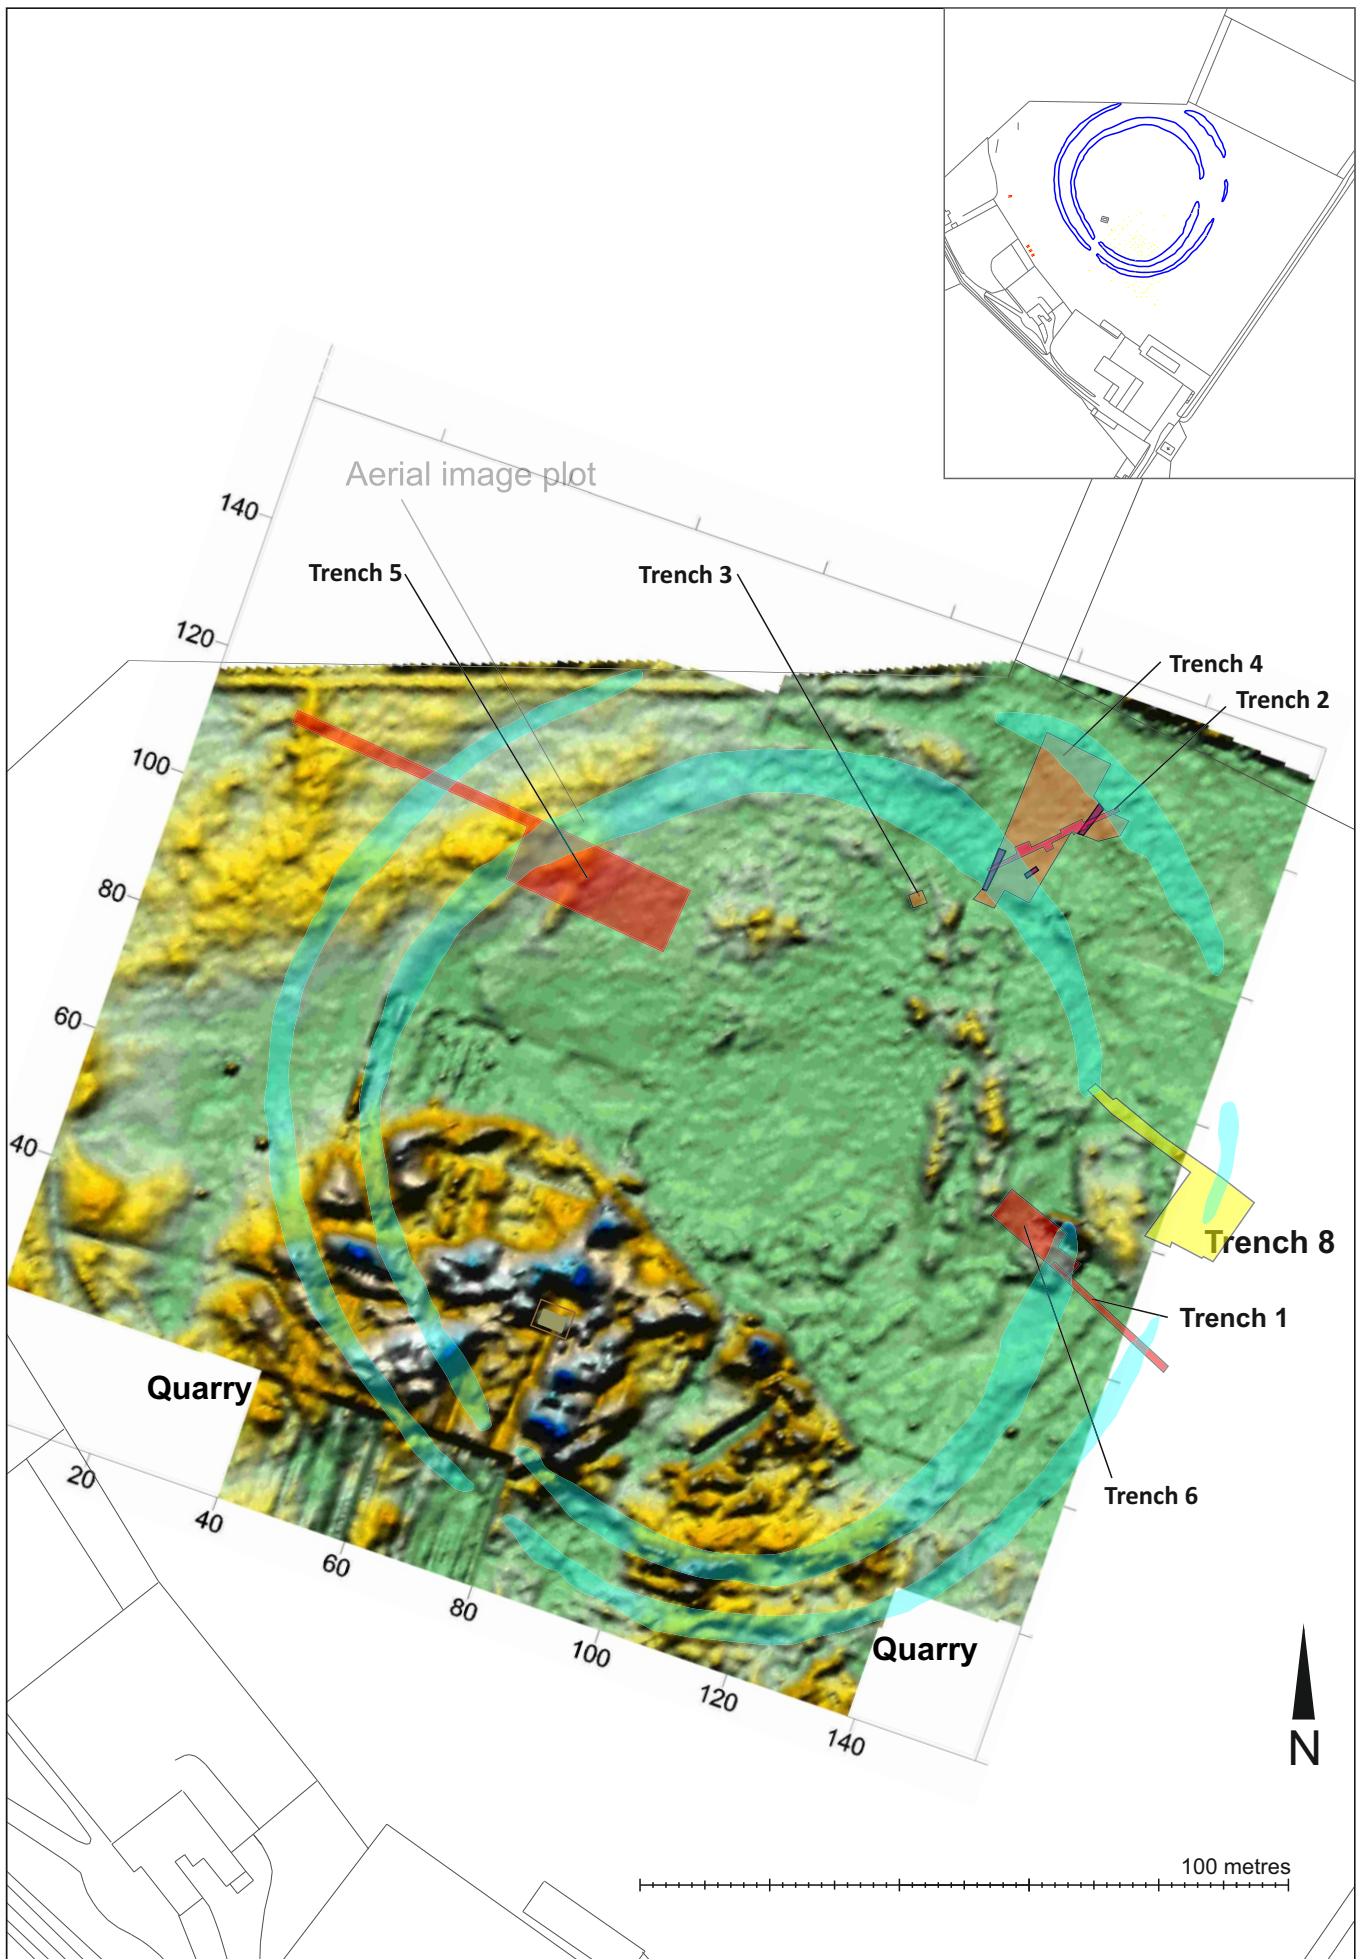 Aerial image plot
140
Trench 5
Trench 3
120
Trench 4
Trench 2
100
80
60
40
Trench 8
Trench 1
Quarry
20
40
Trench 6
60
80
100
Quarry
120
140
N
100 metres